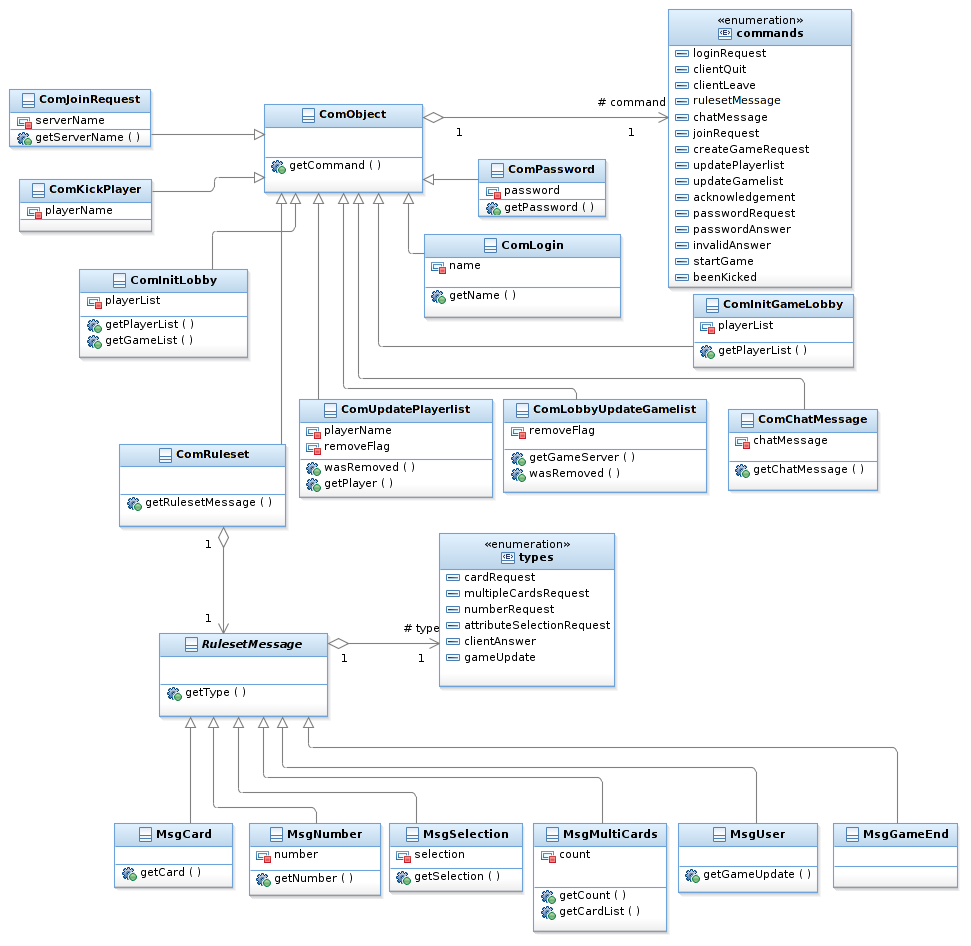 «enumeration»
commands
loginRequest
clientQuit
clientLeave
rulesetMessage
chatMessage
joinRequest
createGameRequest
updatePlayerlist
updateGamelist
acknowledgement
passwordRequest
passwordAnswer
invalidAnswer
startGame
beenKicked
ComJoinRequest
serverName
getServerName ( )
ComObject
getCommand ( )
# command
1
1
ComKickPlayer
playerName
ComPassword
password
getPassword ( )
ComLogin
name
getName ( )
ComInitLobby
playerList
getPlayerList ( )
getGameList ( )
ComInitGameLobby
playerList
getPlayerList ( )
ComUpdatePlayerlist
playerName
removeFlag
wasRemoved ( )
getPlayer ( )
ComLobbyUpdateGamelist
removeFlag
getGameServer ( )
wasRemoved ( )
ComChatMessage
chatMessage
getChatMessage ( )
ComRuleset
getRulesetMessage ( )
1
1
«enumeration»
types
cardRequest
multipleCardsRequest
numberRequest
attributeSelectionRequest
clientAnswer
gameUpdate
RulesetMessage
getType ( )
# type
1
1
MsgCard
getCard ( )
MsgNumber
number
getNumber ( )
MsgSelection
selection
getSelection ( )
MsgMultiCards
count
getCount ( )
getCardList ( )
MsgUser
getGameUpdate ( )
MsgGameEnd